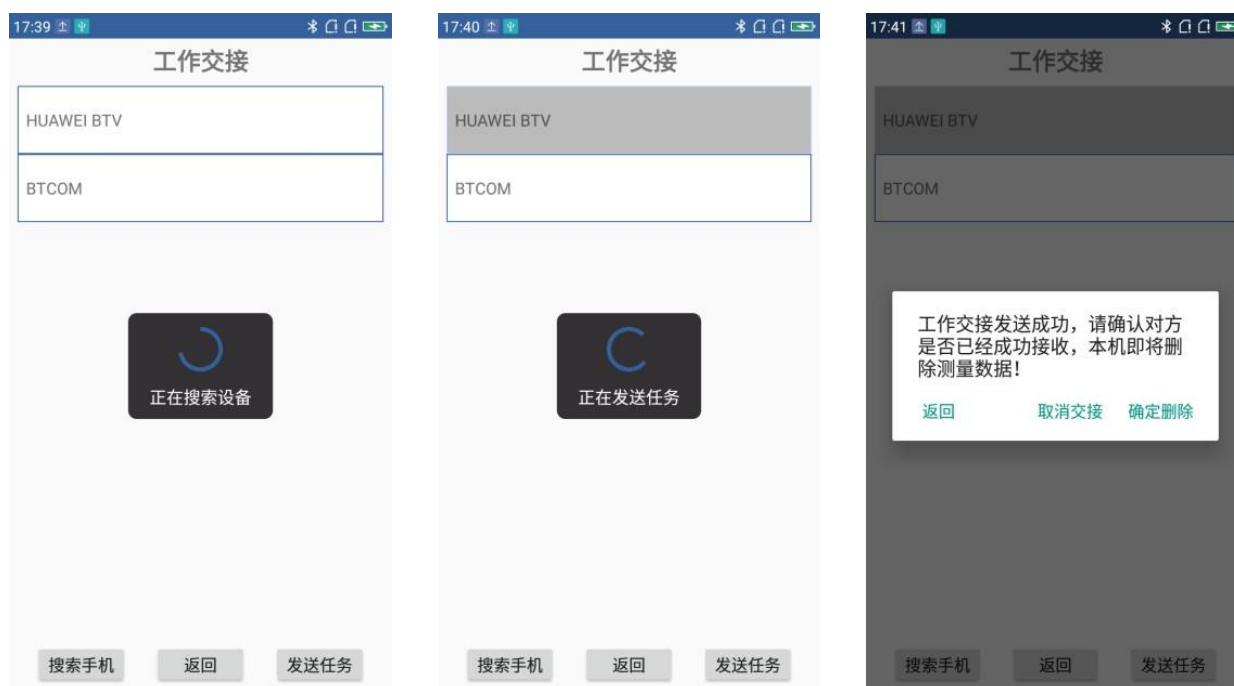 17:39
工作交接
HUAWEI BTV
BTCOM
正在搜索设备
搜索手机
返回
发送任务
17:40
工作交接
HUAWEI BTV
BTCOM
正在发送任务
搜索手机
返回
发送任务
17:41
工作交接
HUAWEI BTV
BTCOM
工作交接发送成功，请确认对方
是否已经成功接收，本机即将删
除测量数据！
返回
取消交接
确定删除
搜索手机
返回
发送任务